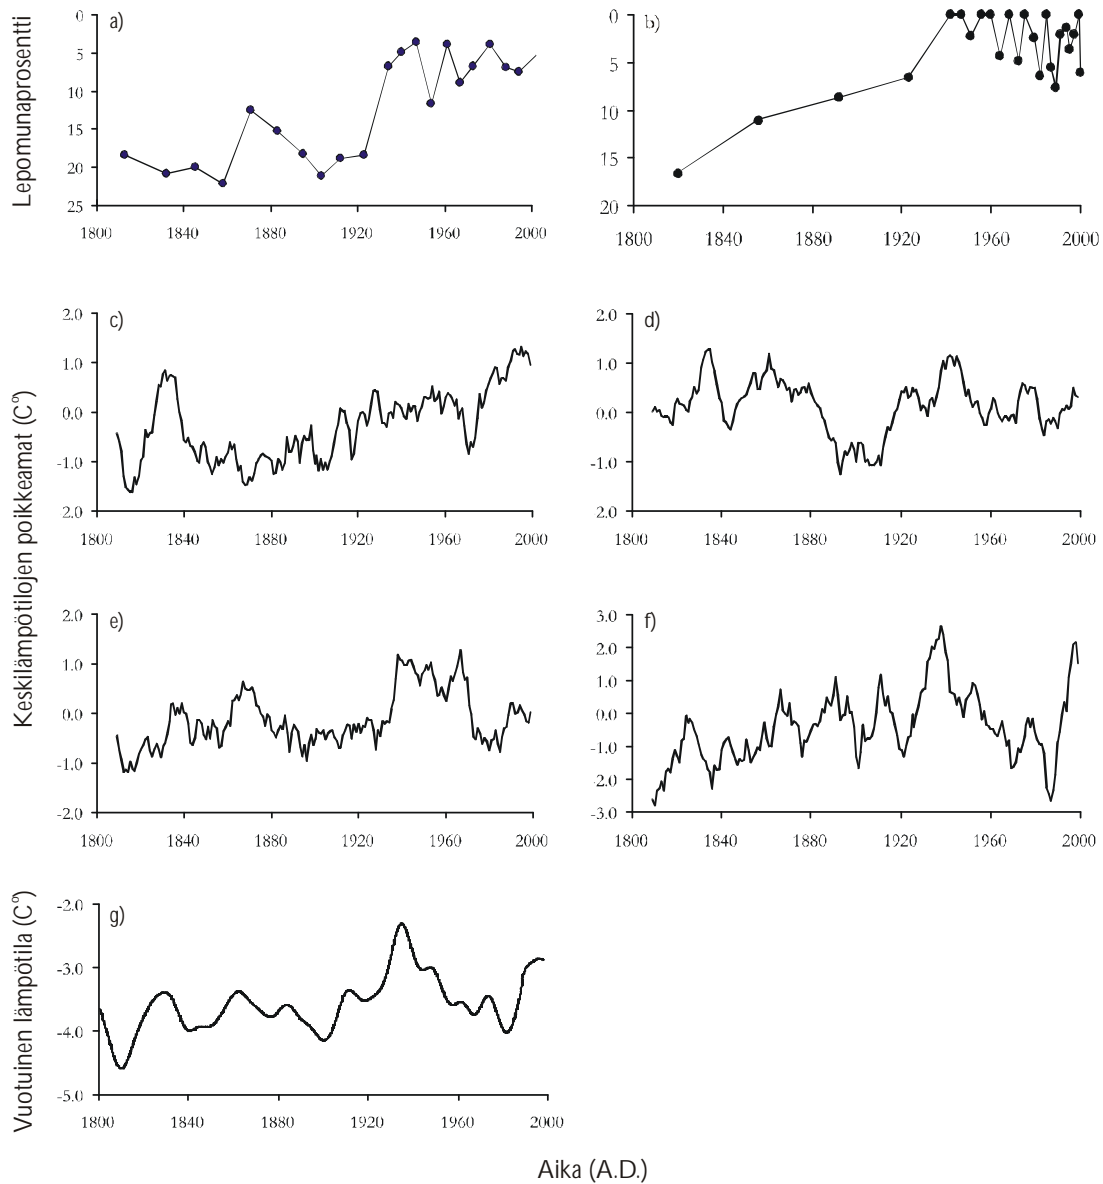 Lepomunaprosentti
a)
0
5
10
15
20
25
1800 1840 1880 1920 1960 2000
b)
0
5
10
15
20
1800 1840 1880 1920 1960 2000
Keskilämpötilojen poikkeamat (C°)
c)
2.0
1.0
0.0
-1.0
2.0
1800 1840 1880 1920 1960 2000
d)
2.0
1.0
0.0
-1.0
2.0
1800 1840 1880 1920 1960 2000
e)
2.0
1.0
0.0
-1.0
-2.0
1800 1840 1880 1920 1960 2000
f)
3.0
2.0
1.0
0.0
-1.0
-2.0
-3.0
1800 1840 1880 1920 1960 2000
Vuotuinen lämpötila (C°)
g)
-2.0
-3.0
-4.0
-5.0
1800 1840 1880 1920 1960 2000
Aika (A.D.)